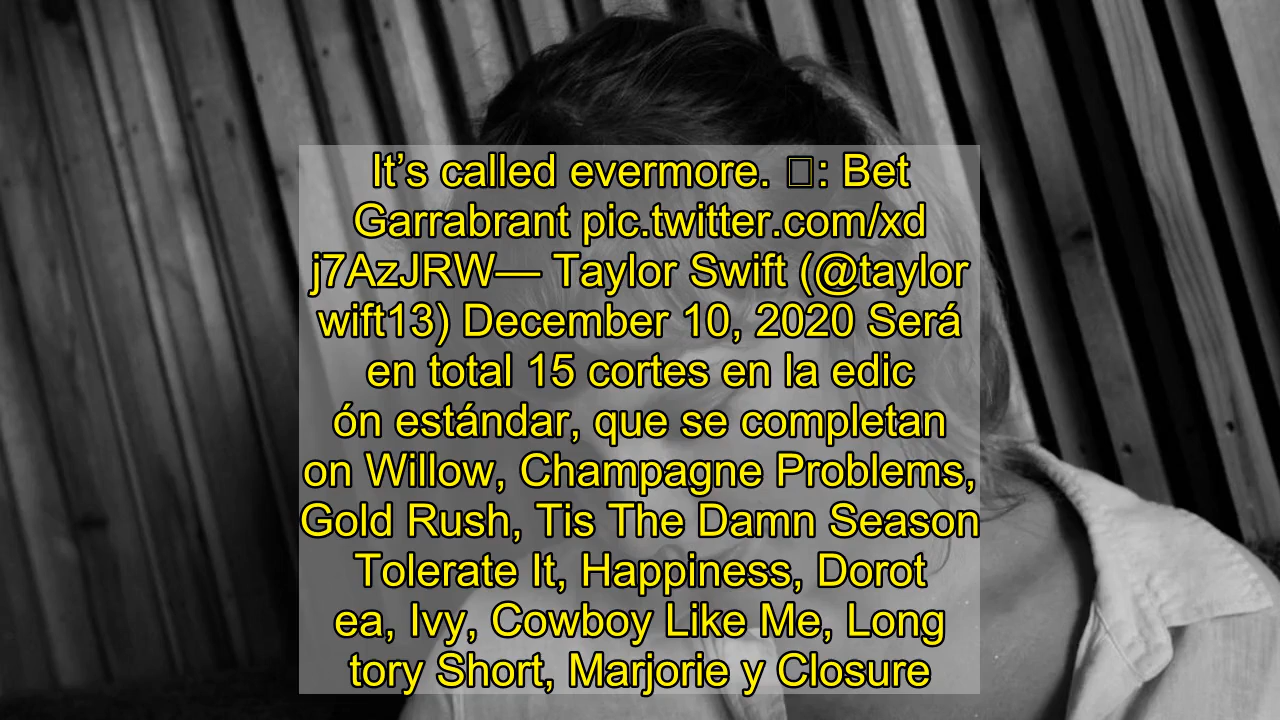 It’s called evermore. □: Bet
Garrabrant pic.twitter.com/xd
j7AzJRW— Taylor Swift (@taylor
wift13) December 10, 2020 Será
en total 15 cortes en la edic
ón estándar, que se completan
on Willow, Champagne Problems,
Gold Rush, Tis The Damn Season
Tolerate It, Happiness, Dorot
ea, Ivy, Cowboy Like Me, Long
tory Short, Marjorie y Closure